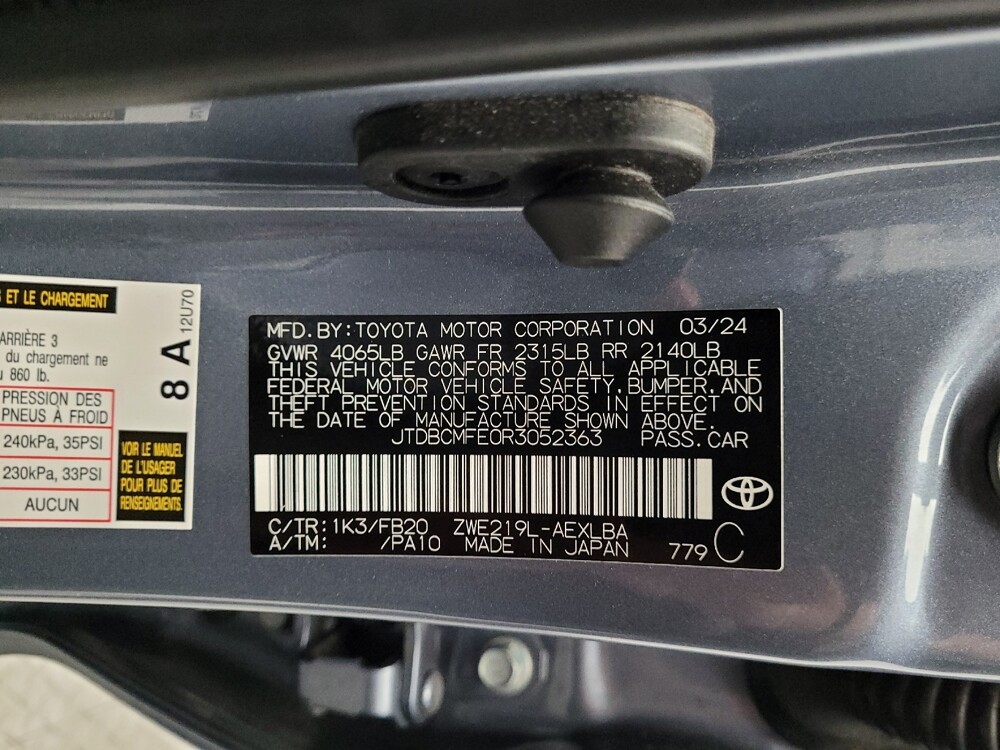 S ET LE CHARGEMENT
ARRIÈRE 3
du chargement ne
860 lb.
PRESSION DES
PNEUS À FROID
240kPa, 35PSI
230kPa, 33PSI
AUCUN
VOIR LE MANUEL
DE L'USAGER
POUR PLUS DE
RENSEIGNEMENTS.
8 A 12U70
MFD. BY: TOYOTA MOTOR CORPORATION 03/24
GVWR 4065LB GAWR FR 2315LB RR 2140LB
THIS VEHICLE CONFORMS TO ALL APPLICABLE
FEDERAL MOTOR VEHICLE SAFETY, BUMPER, AND
THEFT PREVENTION STANDARDS IN EFFECT ON
THE DATE OF MANUFACTURE SHOWN ABOVE.
JTDBCMFE0R3052363 PASS.CAR
C/TR: 1K3/FB20 ZWE219L-AEXLBA
A/TM: /PA10 MADE IN JAPAN 779 C